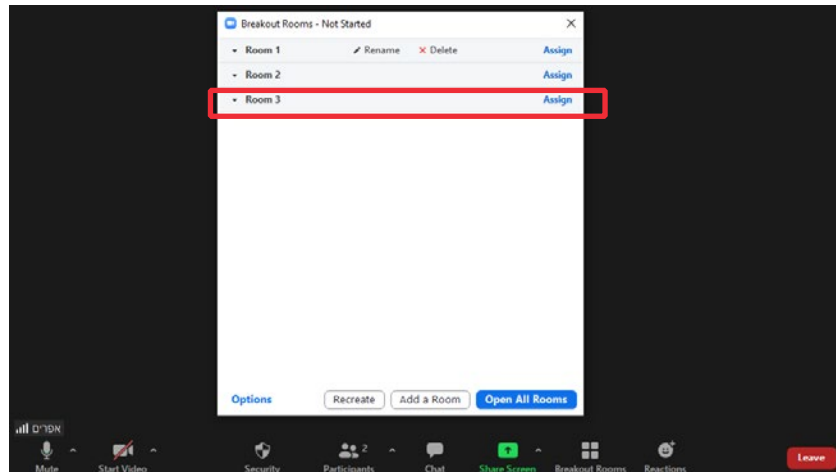 Breakout Rooms - Not Started
Room 1 Rename Delete Assign
Room 2 Assign
Room 3 Assign
Options Recreate Add a Room Open All Rooms
אפרים
2
Mute Start Video Security Participants Chat Share Screen Breakout Rooms Reactions Leave